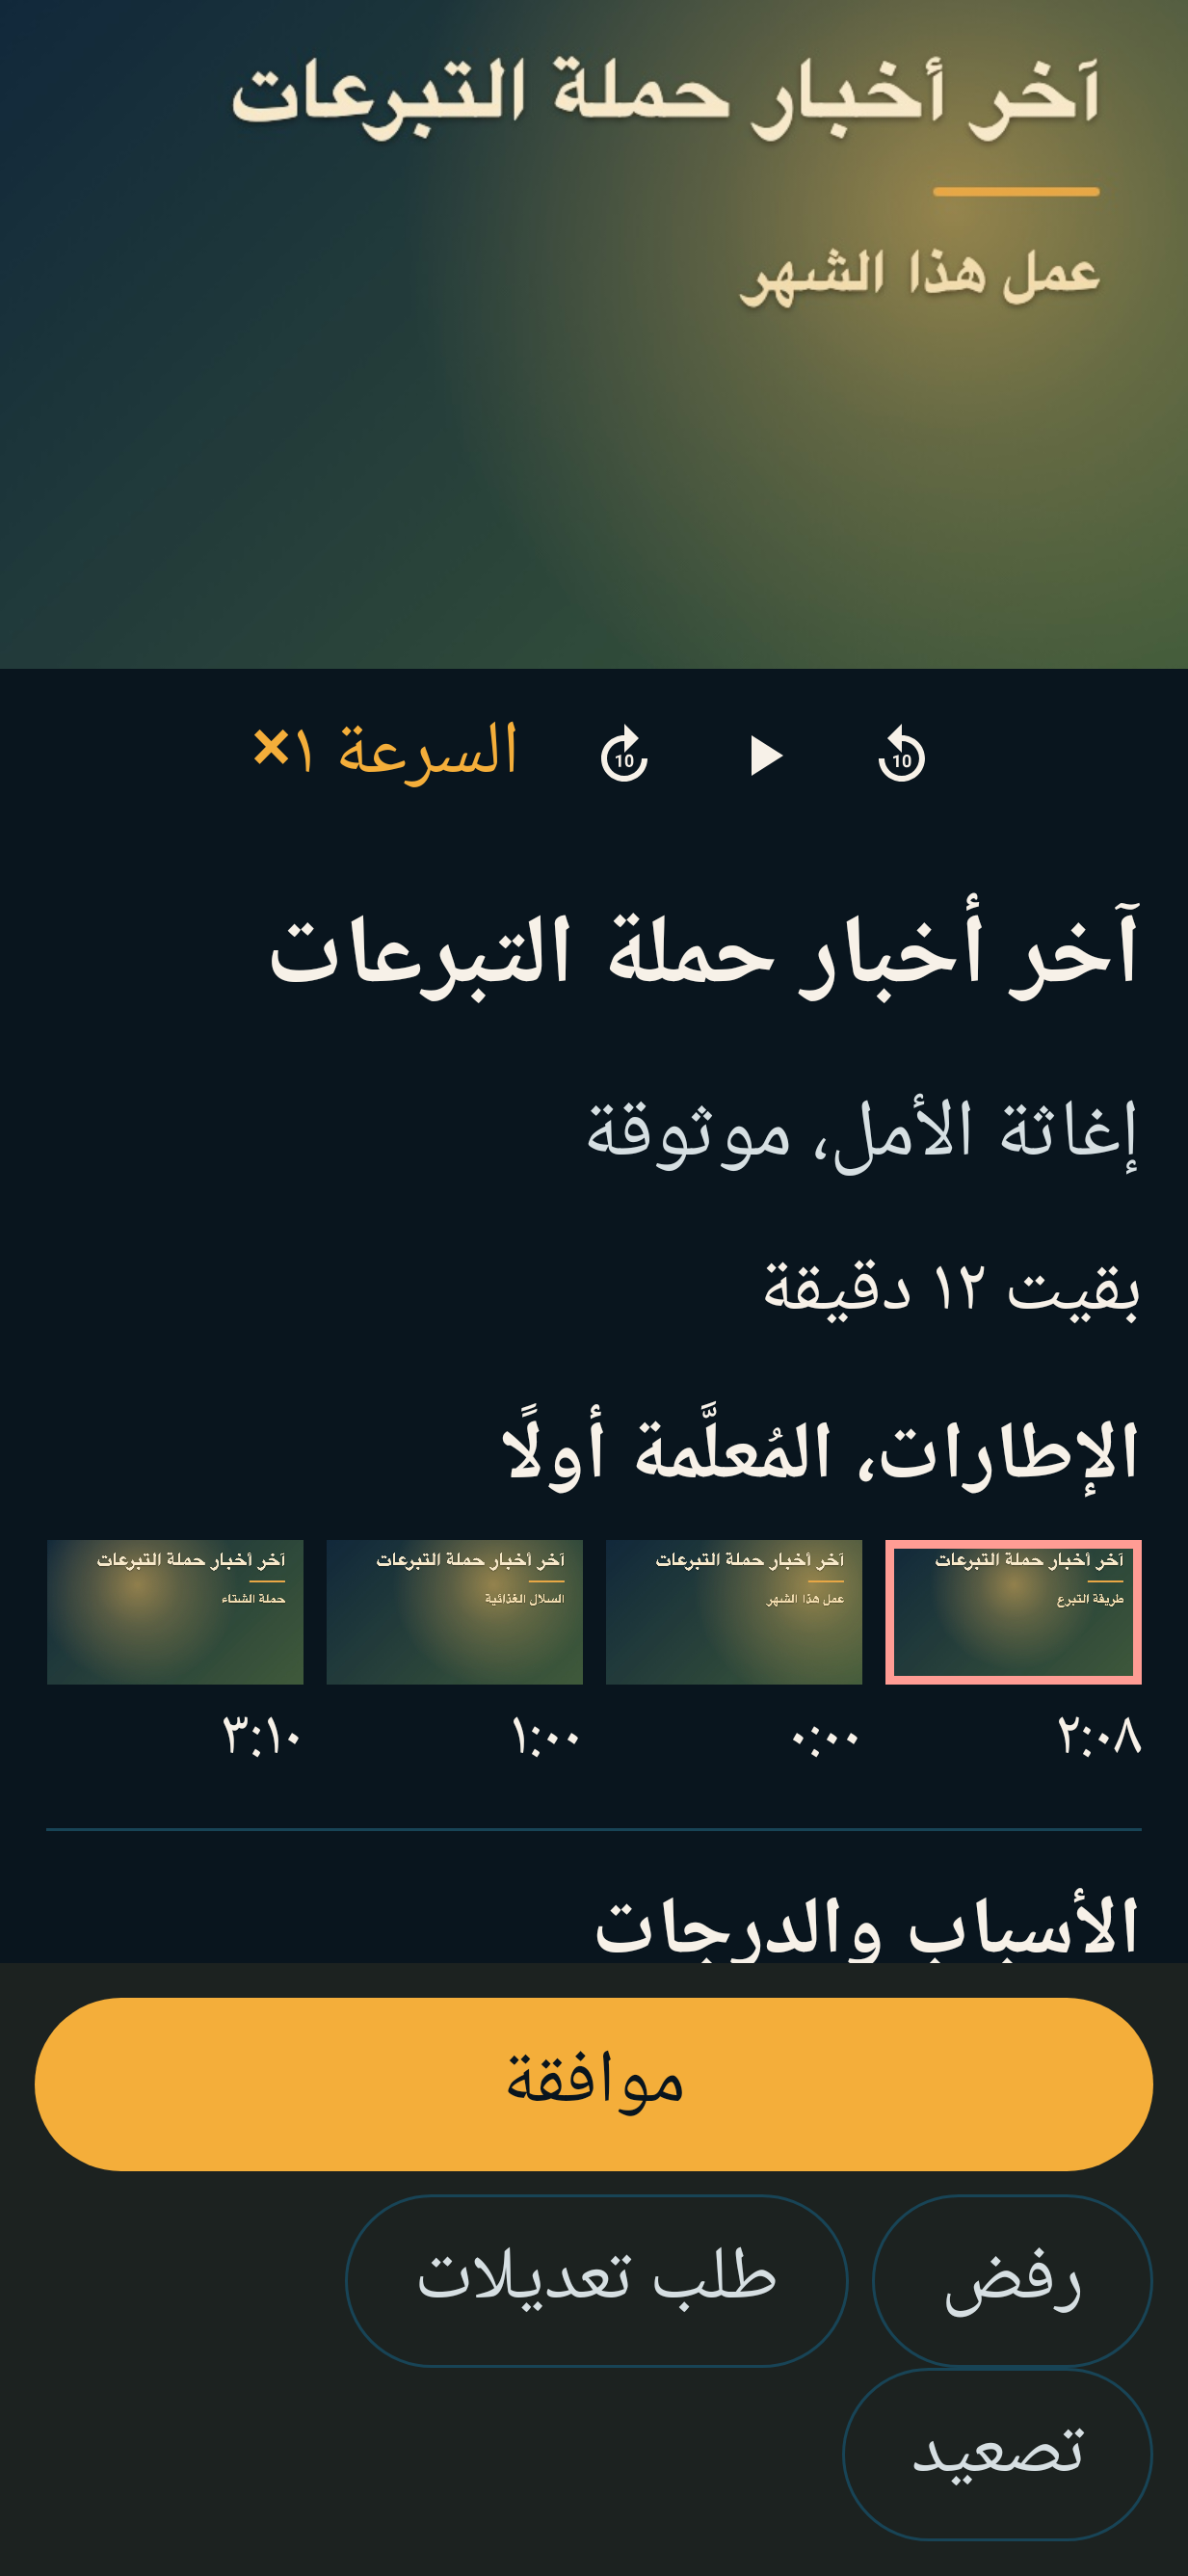 آخر أخبار حملة التبرعات
عمل هذا الشهر
10
10
السرعة ١×
آخر أخبار حملة التبرعات
إغاثة الأمل، موثوقة
بقيت ١٢ دقيقة
الإطارات، المُعلَّمة أولًا
آخر أخبار حملة التبرعات
طريقة التبرع
٢:٠٨
آخر أخبار حملة التبرعات
عمل هذا الشهر
٠:٠٠
آخر أخبار حملة التبرعات
السلال الغذائية
١:٠٠
آخر أخبار حملة التبرعات
حملة الشتاء
٣:١٠
الأسباب والدرجات
موافقة
رفض
طلب تعديلات
تصعيد